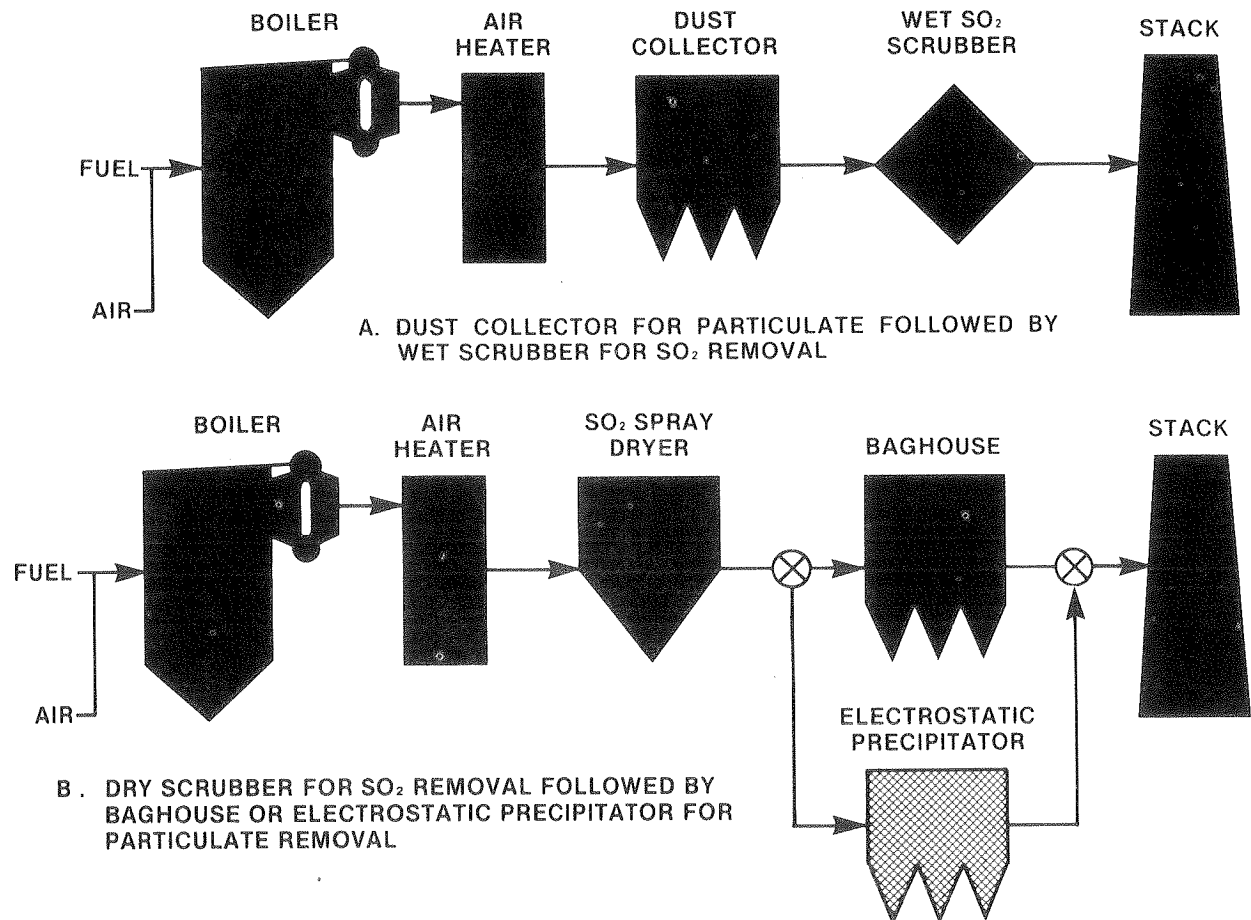 BOILER
AIR
HEATER
DUST
COLLECTOR
WET SO₂
SCRUBBER
STACK
FUEL
AIR
A. DUST COLLECTOR FOR PARTICULATE FOLLOWED BY
WET SCRUBBER FOR SO₂ REMOVAL
BOILER
AIR
HEATER
SO₂ SPRAY
DRYER
BAGHOUSE
STACK
FUEL
AIR
ELECTROSTATIC
PRECIPITATOR
B. DRY SCRUBBER FOR SO₂ REMOVAL FOLLOWED BY
BAGHOUSE OR ELECTROSTATIC PRECIPITATOR FOR
PARTICULATE REMOVAL